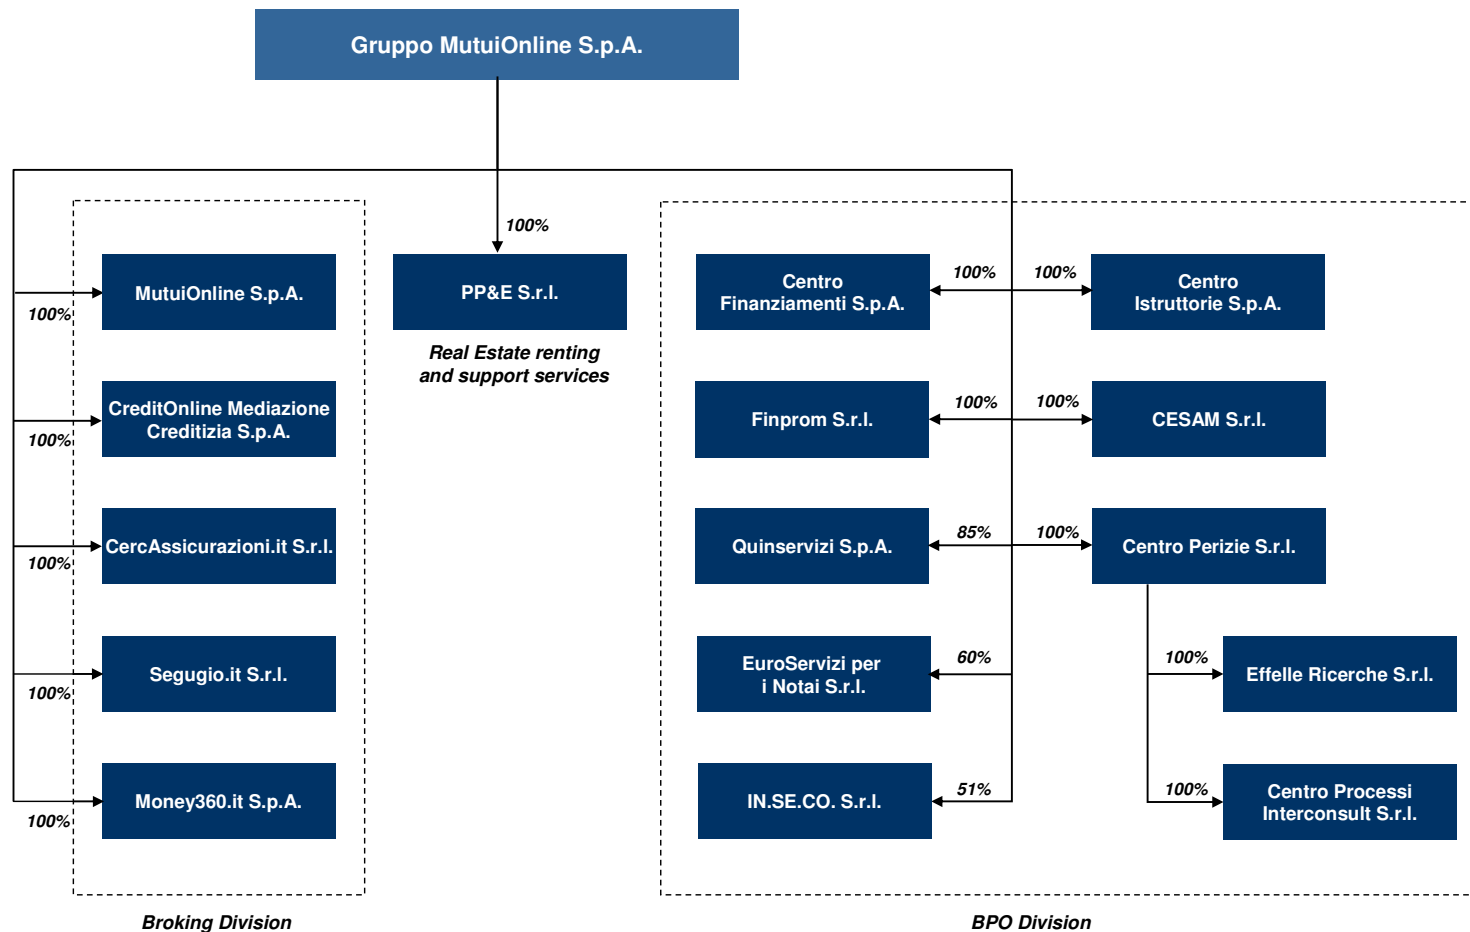 Gruppo MutuiOnline S.p.A.
100%
MutuiOnline S.p.A.
100%
CreditOnline Mediazione
Creditizia S.p.A.
100%
CercAssicurazioni.it S.r.l.
100%
Segugio.it S.r.l.
100%
Money360.it S.p.A.
100%
Broking Division
PP&E S.r.l.
Real Estate renting
and support services
Centro
Finanziamenti S.p.A.
100%
100%
Centro
Istruttorie S.p.A.
Finprom S.r.l.
100%
100%
CESAM S.r.l.
Quinservizi S.p.A.
85%
100%
Centro Perizie S.r.l.
EuroServizi per
i Notai S.r.l.
60%
100%
Effelle Ricerche S.r.l.
IN.SE.CO. S.r.l.
51%
100%
Centro Processi
Interconsult S.r.l.
BPO Division